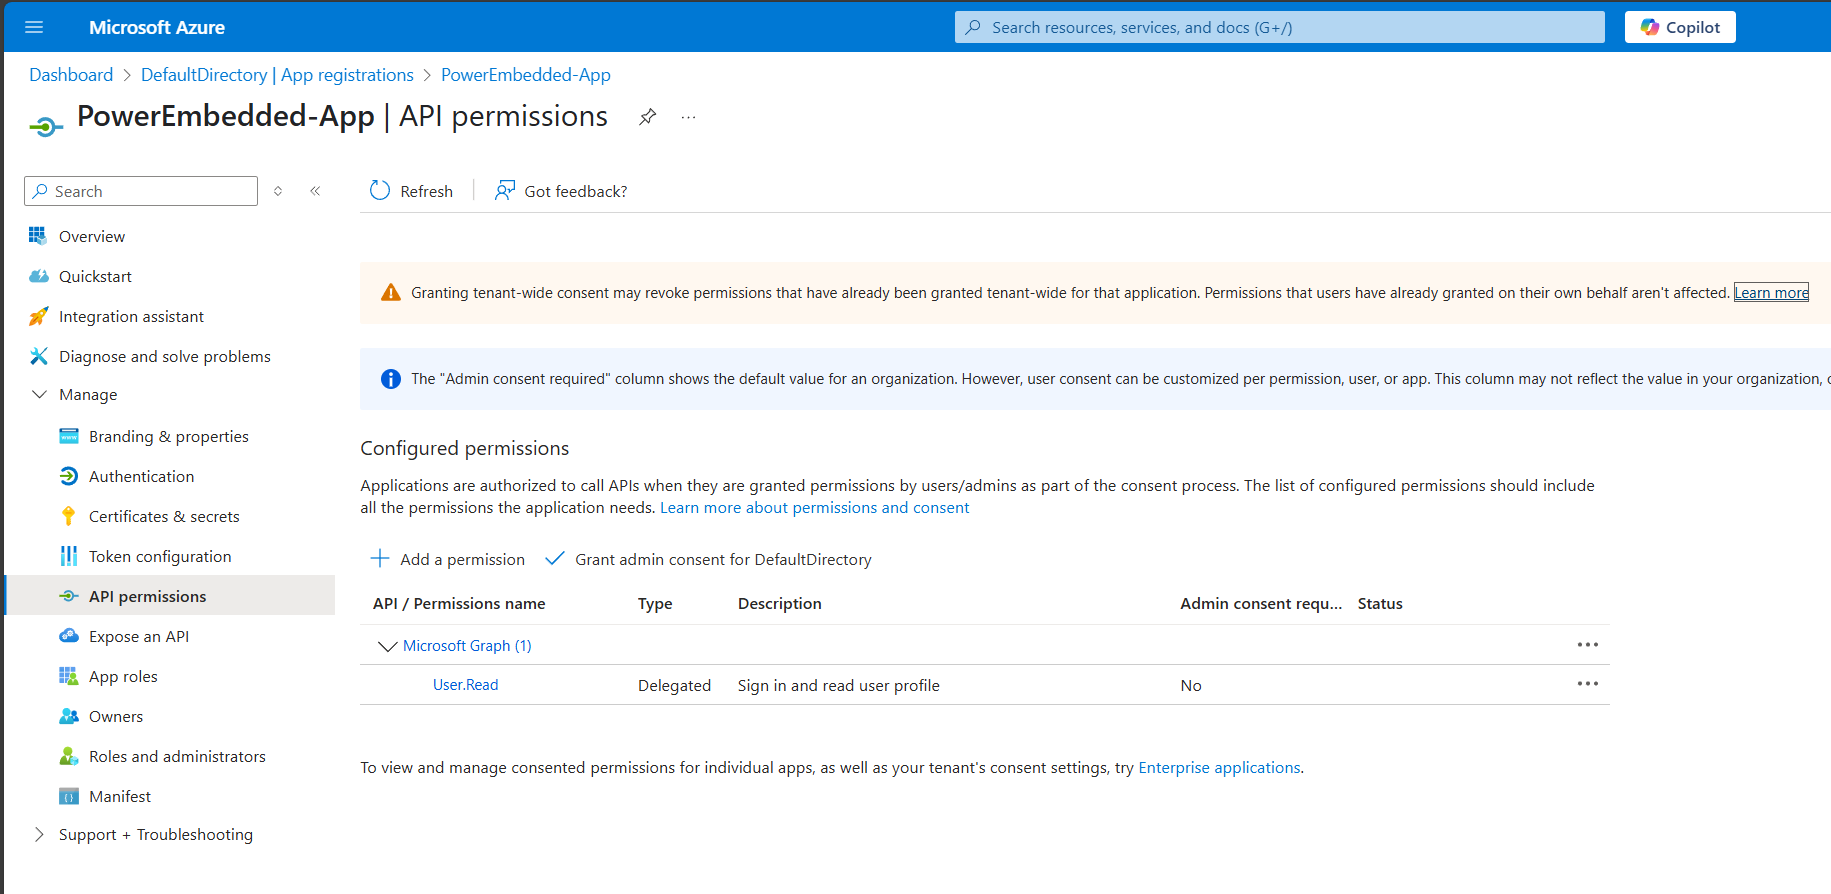 Microsoft Azure
Search resources, services, and docs (G+/)
Copilot
Dashboard > DefaultDirectory | App registrations > PowerEmbedded-App
PowerEmbedded-App | API permissions
Search
Refresh
Got feedback?
Overview
Quickstart
Integration assistant
Diagnose and solve problems
Manage
Branding & properties
Authentication
Certificates & secrets
Token configuration
API permissions
Expose an API
App roles
Owners
Roles and administrators
Manifest
Support + Troubleshooting
Granting tenant-wide consent may revoke permissions that have already been granted tenant-wide for that application. Permissions that users have already granted on their own behalf aren't affected. Learn more
The "Admin consent required" column shows the default value for an organization. However, user consent can be customized per permission, user, or app. This column may not reflect the value in your organization,
Configured permissions
Applications are authorized to call APIs when they are granted permissions by users/admins as part of the consent process. The list of configured permissions should include
all the permissions the application needs. Learn more about permissions and consent
Add a permission
Grant admin consent for DefaultDirectory
API / Permissions name Type Description Admin consent requ... Status
Microsoft Graph (1)
User.Read Delegated Sign in and read user profile No
To view and manage consented permissions for individual apps, as well as your tenant's consent settings, try Enterprise applications.